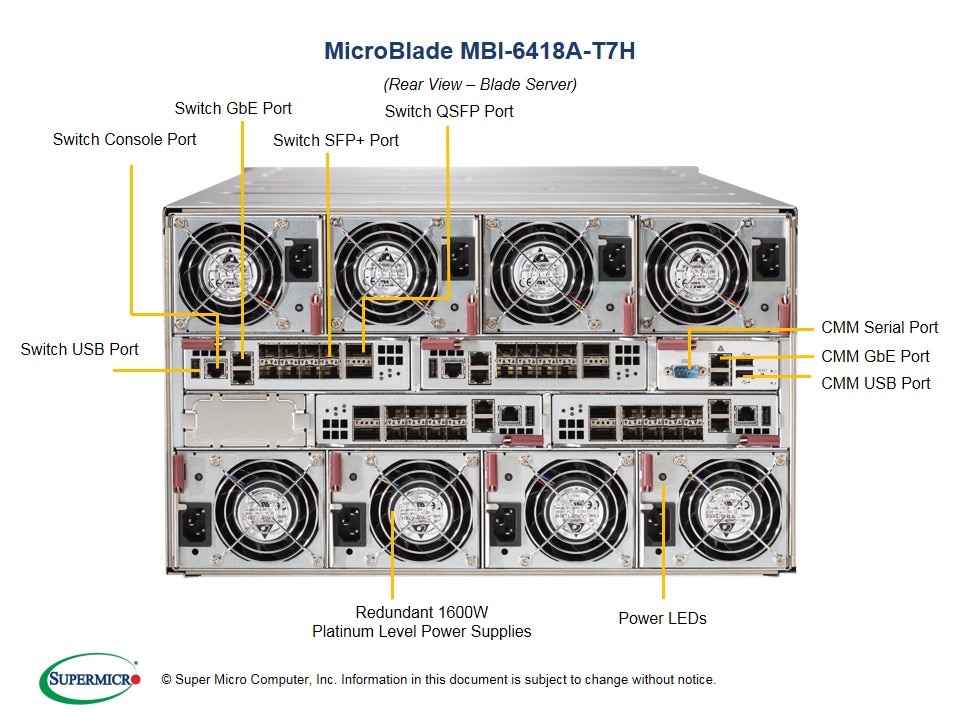 MicroBlade MBI-6418A-T7H
(Rear View – Blade Server)
Switch GbE Port
Switch QSFP Port
Switch Console Port
Switch SFP+ Port
Switch USB Port
CMM Serial Port
CMM GbE Port
CMM USB Port
Redundant 1600W
Platinum Level Power Supplies
Power LEDs
SUPERMICRO
© Super Micro Computer, Inc. Information in this document is subject to change without notice.